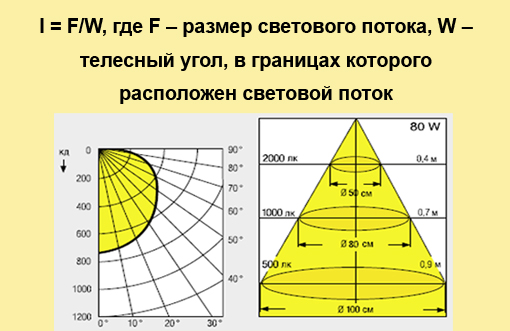 I = F/W, где F – размер светового потока, W –
телесный угол, в границах которого
расположен световой поток
кд
0
200
400
600
800
1000
1200
90°
80°
70°
60°
50°
40°
0° 10° 20° 30°
80 W
2000 лк 0,4 м
Ø 50 см
1000 лк 0,7 м
Ø 80 см
500 лк 0,9 м
Ø 100 см